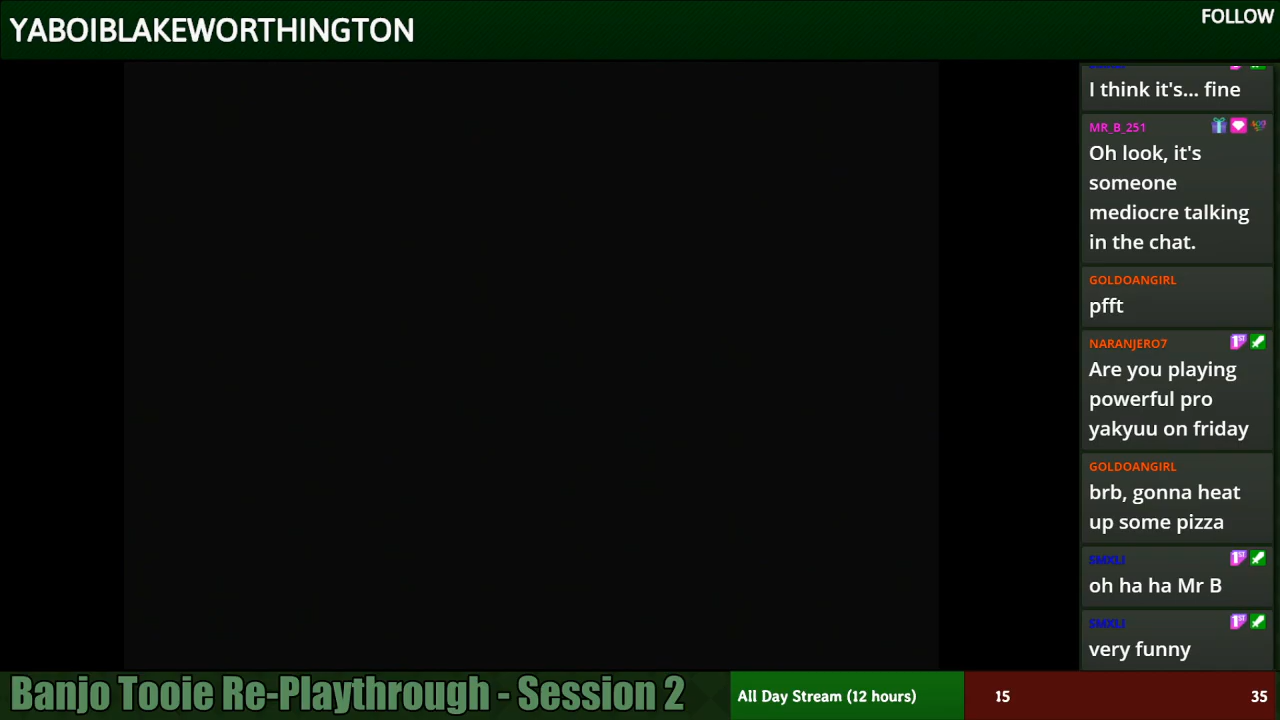 YABOIBLAKEWORTHINGTON
FOLLOW
I think it's... fine
MR_B_251
Oh look, it's
someone
mediocre talking
in the chat.
GOLDOANGIRL
pfft
NARANJERO7
Are you playing
powerful pro
yakyuu on friday
GOLDOANGIRL
brb, gonna heat
up some pizza
SMXLI
oh ha ha Mr B
SMXLI
very funny
Banjo Tooie Re-Playthrough - Session 2
All Day Stream (12 hours)
15
35